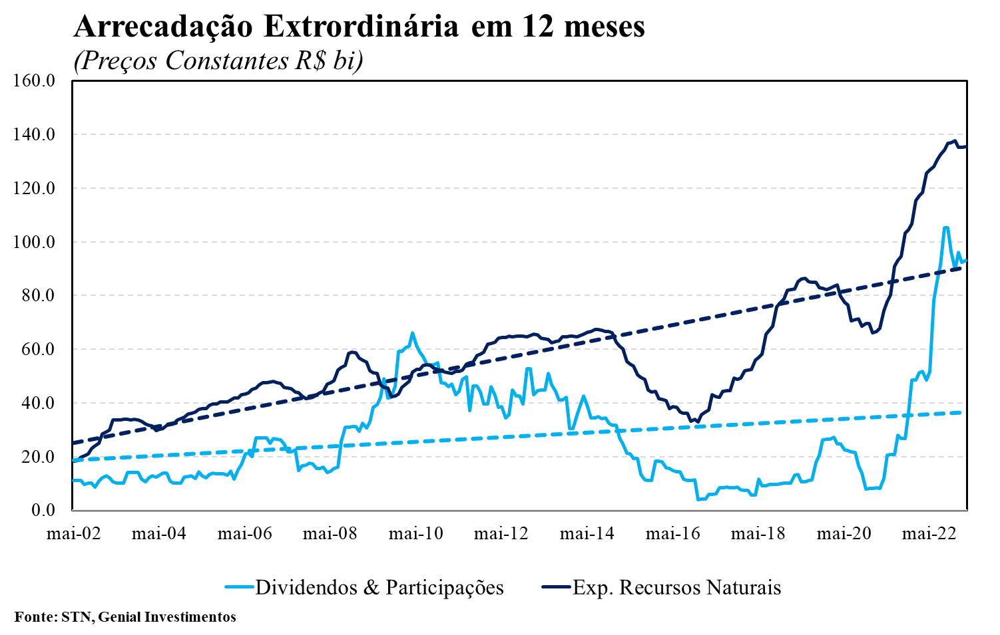 Arrecadação Extrordinária em 12 meses
(Preços Constantes R$ bi)
160.0
140.0
120.0
100.0
80.0
60.0
40.0
20.0
0.0
mai-02 mai-04 mai-06 mai-08 mai-10 mai-12 mai-14 mai-16 mai-18 mai-20 mai-22
Dividendos & Participações Exp. Recursos Naturais
Fonte: STN, Genial Investimentos